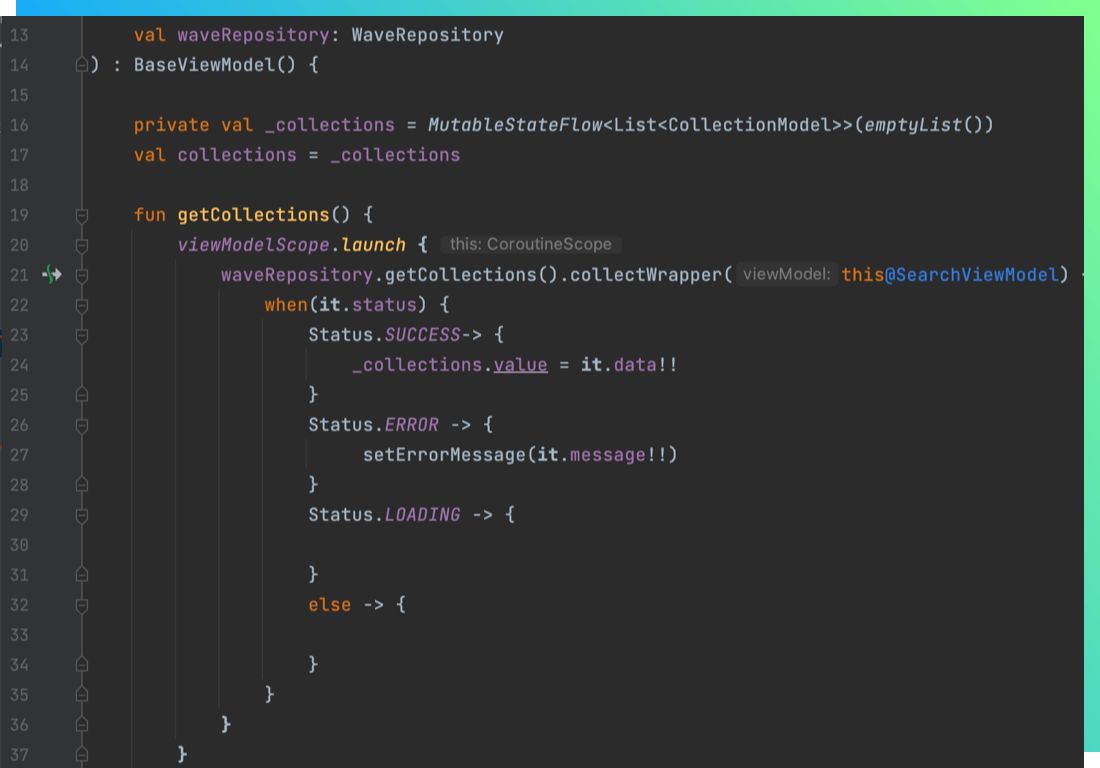 13 val waveRepository: WaveRepository
14 ) : BaseViewModel() {
15
16 private val _collections = MutableStateFlow<List<CollectionModel>>(emptyList())
17 val collections = _collections
18
19 fun getCollections() {
20 viewModelScope.launch { this: CoroutineScope
21 waveRepository.getCollections().collectWrapper( viewModel: this@SearchViewModel)
22 when(it.status) {
23 Status.SUCCESS-> {
24 _collections.value = it.data!!
25 }
26 Status.ERROR -> {
27 setErrorMessage(it.message!!)
28 }
29 Status.LOADING -> {
30
31 }
32 else -> {
33
34 }
35 }
36 }
37 }